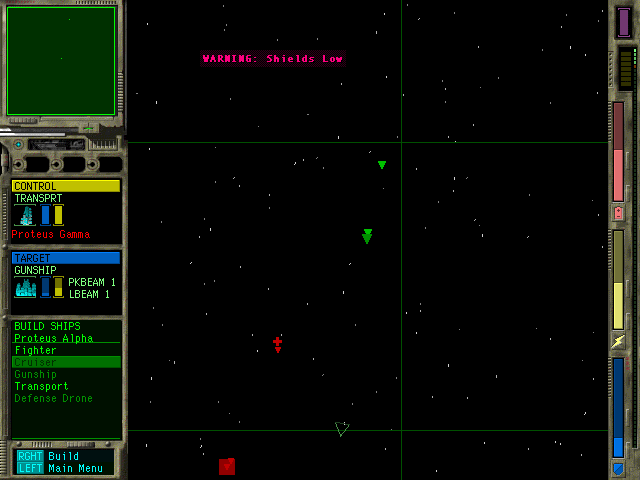 WARNING: Shields Low
CONTROL
TRANSPRT
Proteus Gamma
TARGET
GUNSHIP
PKBEAM 1
LBEAM 1
BUILD SHIPS
Proteus Alpha
Fighter
Cruiser
Gunship
Transport
Defense Drone
RGHT Build
LEFT Main Menu